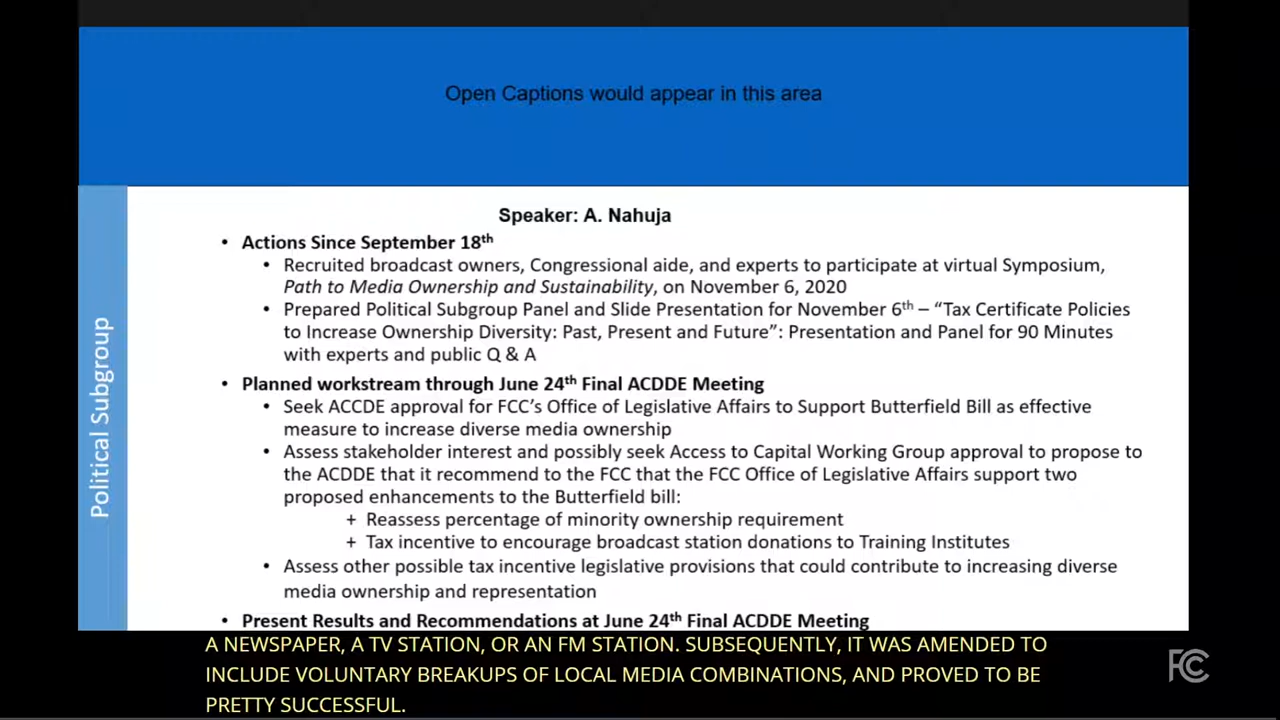 Open Captions would appear in this area
Political Subgroup
Speaker: A. Nahuja
• Actions Since September 18th
• Recruited broadcast owners, Congressional aide, and experts to participate at virtual Symposium,
Path to Media Ownership and Sustainability, on November 6, 2020
• Prepared Political Subgroup Panel and Slide Presentation for November 6th – “Tax Certificate Policies
to Increase Ownership Diversity: Past, Present and Future”: Presentation and Panel for 90 Minutes
with experts and public Q & A
• Planned workstream through June 24th Final ACDDE Meeting
• Seek ACCDE approval for FCC’s Office of Legislative Affairs to Support Butterfield Bill as effective
measure to increase diverse media ownership
• Assess stakeholder interest and possibly seek Access to Capital Working Group approval to propose to
the ACDDE that it recommend to the FCC that the FCC Office of Legislative Affairs support two
proposed enhancements to the Butterfield bill:
+ Reassess percentage of minority ownership requirement
+ Tax incentive to encourage broadcast station donations to Training Institutes
• Assess other possible tax incentive legislative provisions that could contribute to increasing diverse
media ownership and representation
• Present Results and Recommendations at June 24th Final ACDDE Meeting
A NEWSPAPER, A TV STATION, OR AN FM STATION. SUBSEQUENTLY, IT WAS AMENDED TO
INCLUDE VOLUNTARY BREAKUPS OF LOCAL MEDIA COMBINATIONS, AND PROVED TO BE
PRETTY SUCCESSFUL.
FCC